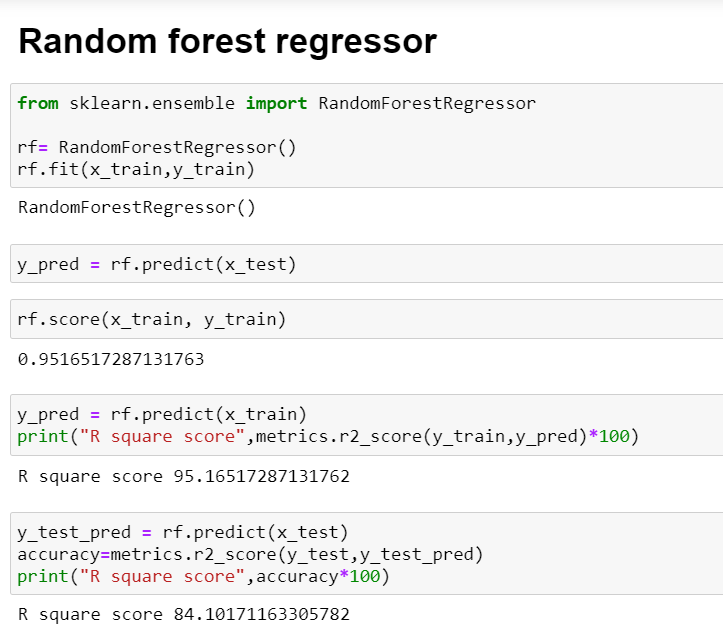 Random forest regressor
from sklearn.ensemble import RandomForestRegressor
rf= RandomForestRegressor()
rf.fit(x_train,y_train)
RandomForestRegressor()
y_pred = rf.predict(x_test)
rf.score(x_train, y_train)
0.9516517287131763
y_pred = rf.predict(x_train)
print("R square score",metrics.r2_score(y_train,y_pred)*100)
R square score 95.16517287131762
y_test_pred = rf.predict(x_test)
accuracy=metrics.r2_score(y_test,y_test_pred)
print("R square score",accuracy*100)
R square score 84.10171163305782